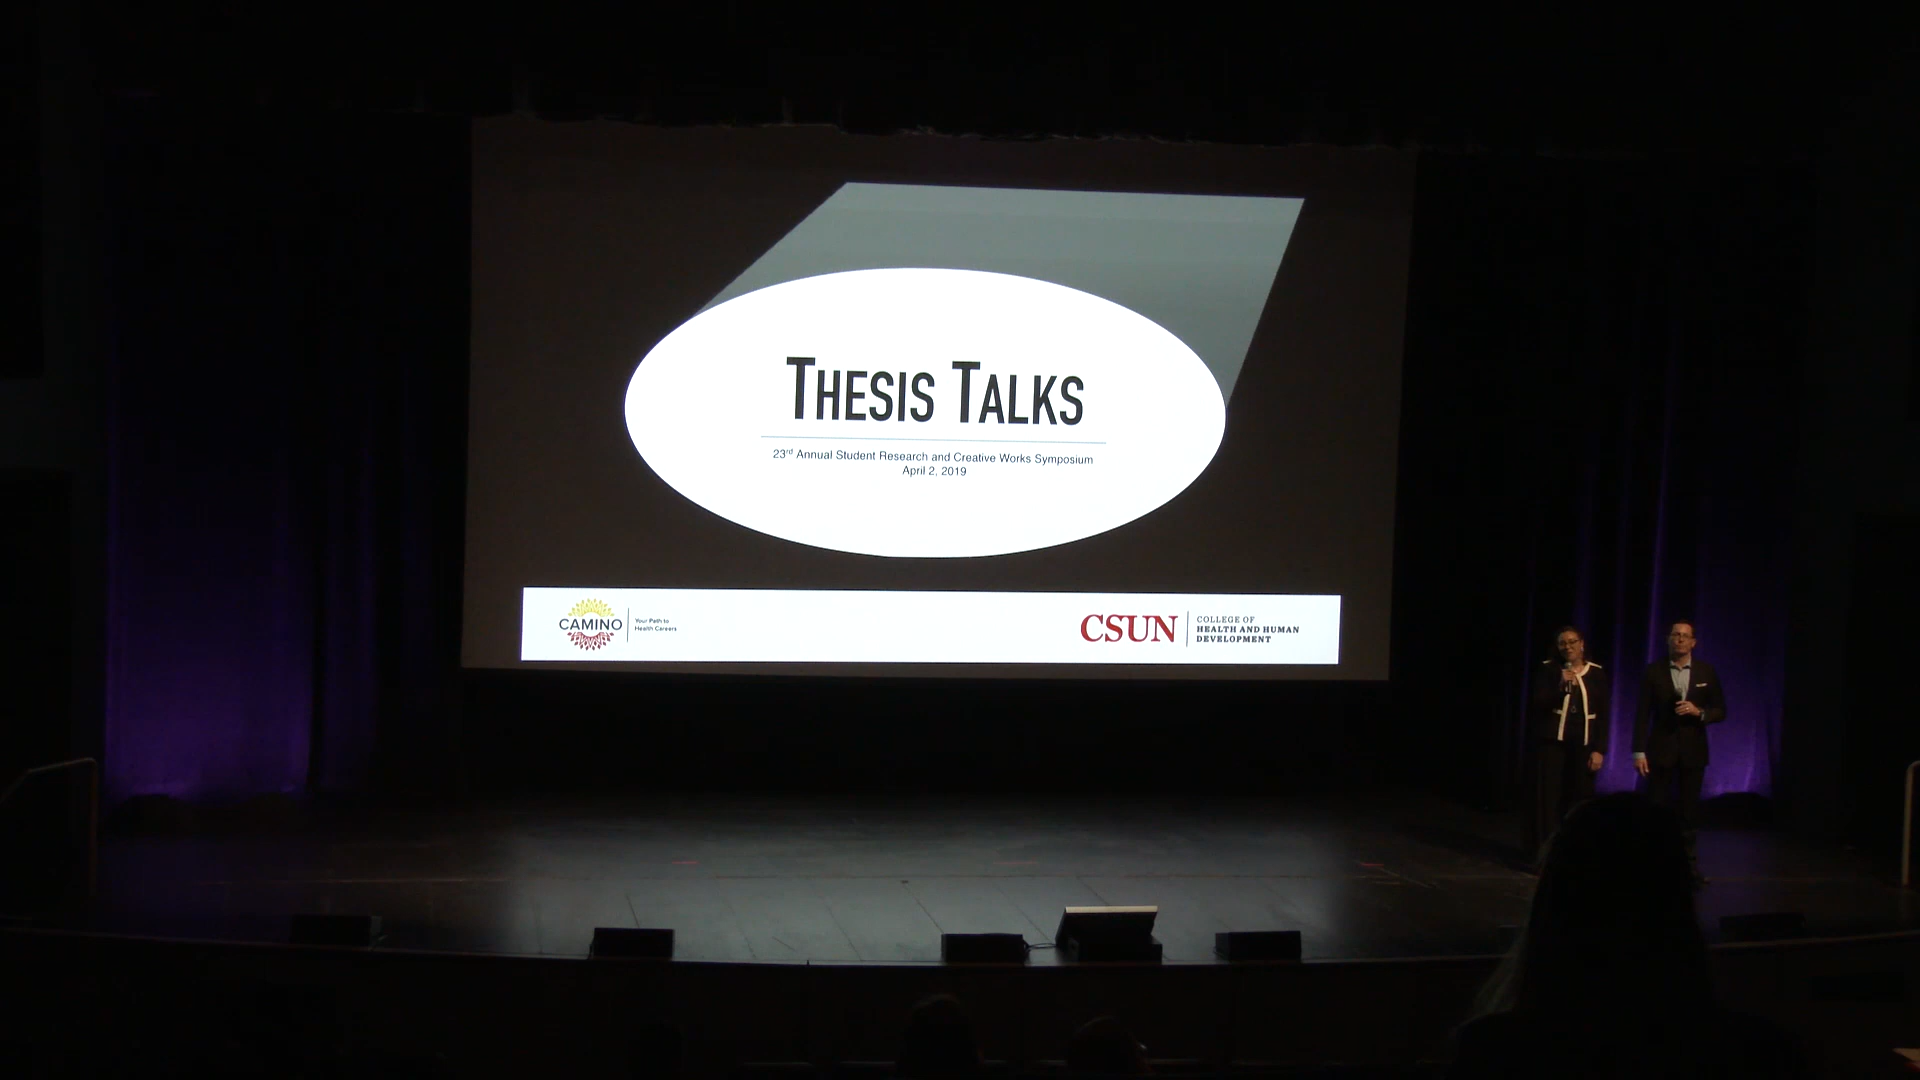 THESIS TALKS
23rd Annual Student Research and Creative Works Symposium
April 2, 2019
CAMINO
Your Path to
Health Careers
CSUN
COLLEGE OF
HEALTH AND HUMAN
DEVELOPMENT